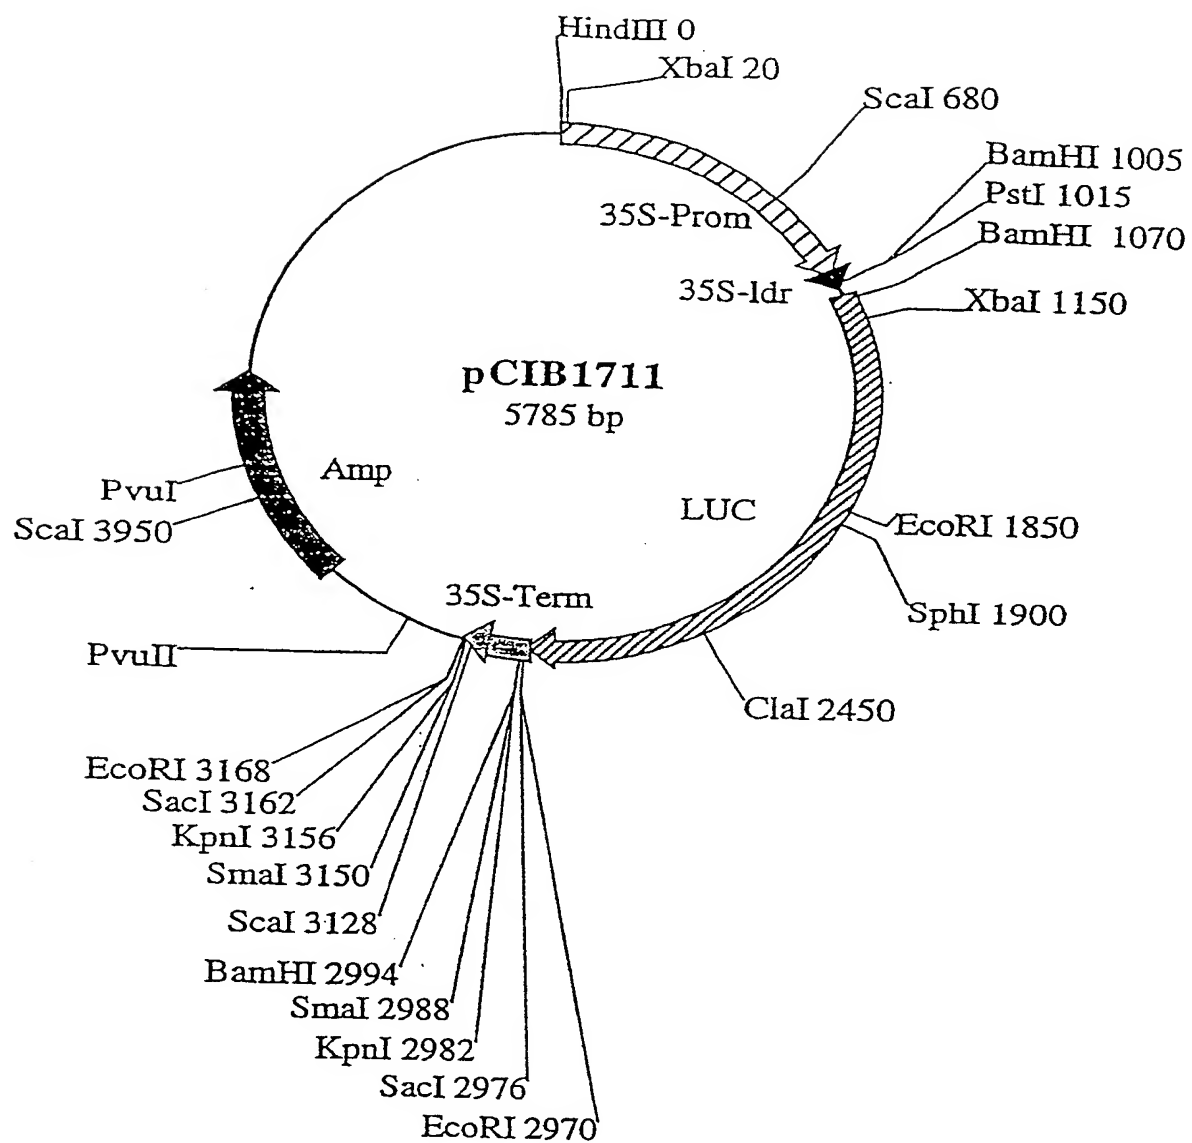 HindIII 0
XbaI 20
ScaI 680
BamHI 1005
PstI 1015
35S-Prom
BamHI 1070
35S-ldr
XbaI 1150
pCIB1711
5785 bp
Amp
PvuI
LUC
ScaI 3950
EcoRI 1850
35S-Term
SphI 1900
PvuII
ClaI 2450
EcoRI 3168
SacI 3162
KpnI 3156
SmaI 3150
ScaI 3128
BamHI 2994
SmaI 2988
KpnI 2982
SacI 2976
EcoRI 2970